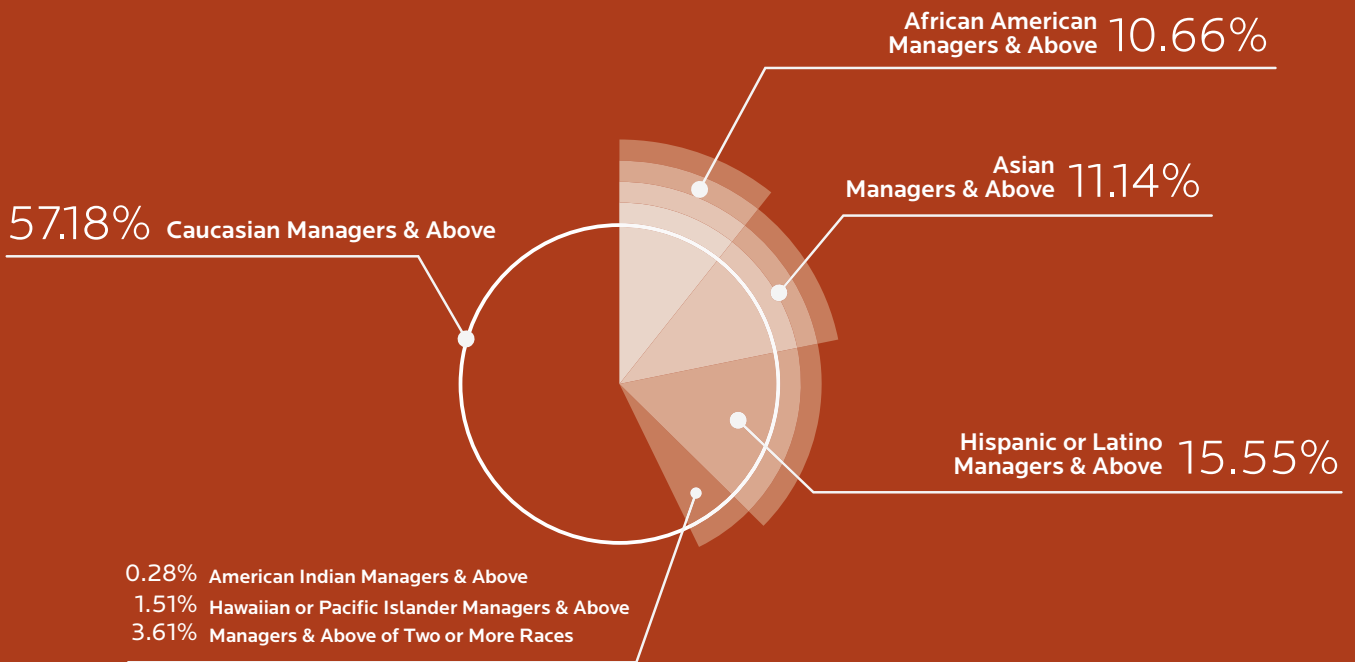 African American
Managers & Above 10.66%
Asian
Managers & Above 11.14%
57.18% Caucasian Managers & Above
Hispanic or Latino
Managers & Above 15.55%
0.28% American Indian Managers & Above
1.51% Hawaiian or Pacific Islander Managers & Above
3.61% Managers & Above of Two or More Races